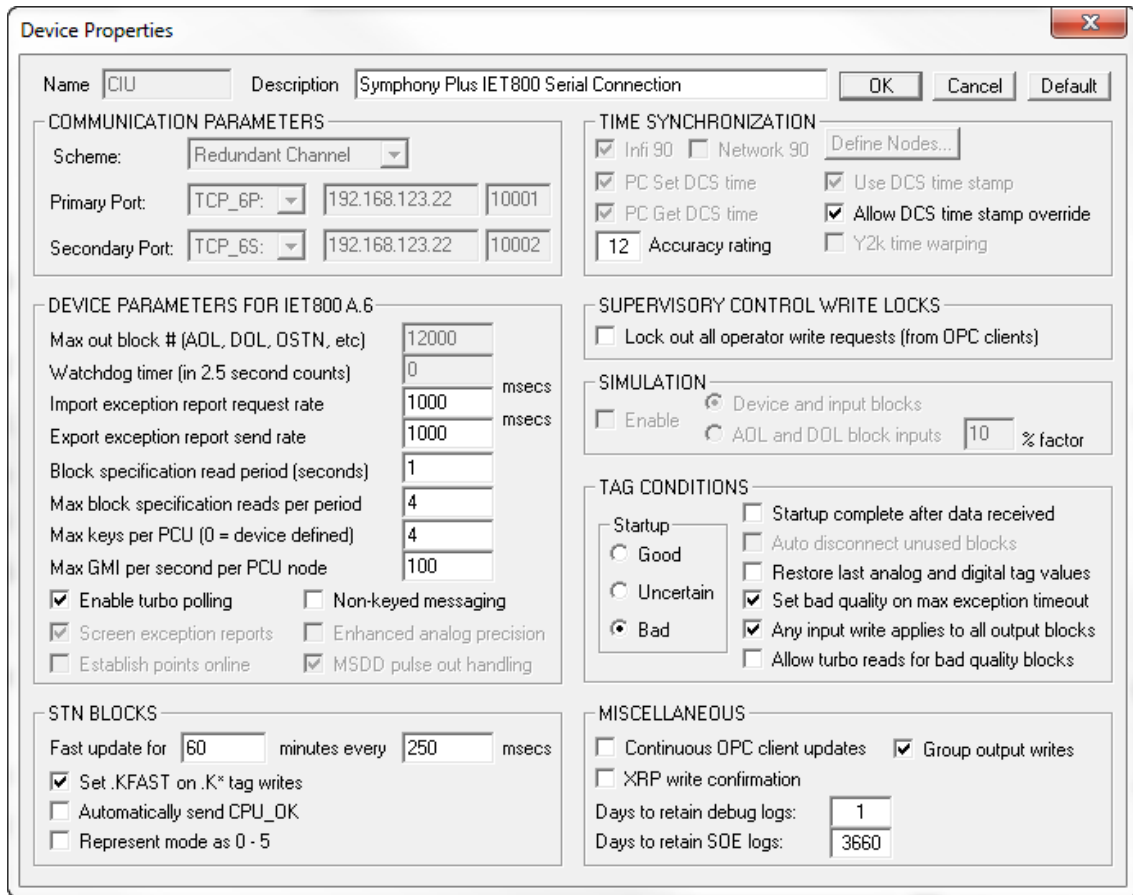 Device Properties
Name CIU Description Symphony Plus IET800 Serial Connection OK Cancel Default
COMMUNICATION PARAMETERS
Scheme: Redundant Channel
Primary Port: TCP_6P: 192.168.123.22 10001
Secondary Port: TCP_6S: 192.168.123.22 10002
TIME SYNCHRONIZATION
Infi 90 Network 90 Define Nodes...
PC Set DCS time Use DCS time stamp
PC Get DCS time Allow DCS time stamp override
12 Accuracy rating Y2k time warping
DEVICE PARAMETERS FOR IET800 A.6
Max out block # (AOL, DOL, OSTN, etc) 12000
Watchdog timer (in 2.5 second counts) 0
Import exception report request rate 1000 msecs
Export exception report send rate 1000 msecs
Block specification read period (seconds) 1
Max block specification reads per period 4
Max keys per PCU (0 = device defined) 4
Max GMI per second per PCU node 100
Enable turbo polling Non-keyed messaging
Screen exception reports Enhanced analog precision
Establish points online MSDD pulse out handling
SUPERVISORY CONTROL WRITE LOCKS
Lock out all operator write requests (from OPC clients)
SIMULATION
Enable Device and input blocks
AOL and DOL block inputs 10 % factor
TAG CONDITIONS
Startup
Good
Uncertain
Bad
Startup complete after data received
Auto disconnect unused blocks
Restore last analog and digital tag values
Set bad quality on max exception timeout
Any input write applies to all output blocks
Allow turbo reads for bad quality blocks
STN BLOCKS
Fast update for 60 minutes every 250 msecs
Set .KFAST on .K* tag writes
Automatically send CPU_OK
Represent mode as 0 - 5
MISCELLANEOUS
Continuous OPC client updates Group output writes
XRP write confirmation
Days to retain debug logs: 1
Days to retain SOE logs: 3660